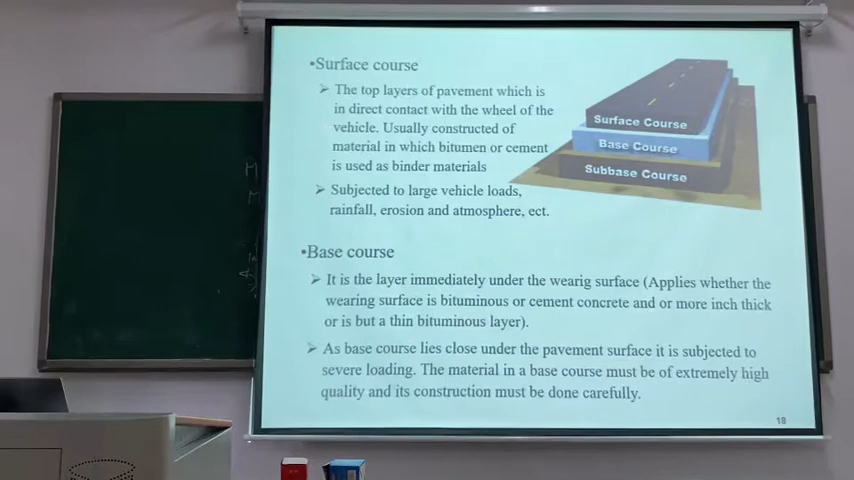 •Surface course
➢ The top layers of pavement which is
in direct contact with the wheel of the
vehicle. Usually constructed of
material in which bitumen or cement
is used as binder materials
➢ Subjected to large vehicle loads,
rainfall, erosion and atmosphere, ect.
Surface Course
Base Course
Subbase Course
•Base course
➢ It is the layer immediately under the wearig surface (Applies whether the
wearing surface is bituminous or cement concrete and or more inch thick
or is but a thin bituminous layer).
➢ As base course lies close under the pavement surface it is subjected to
severe loading. The material in a base course must be of extremely high
quality and its construction must be done carefully.
18